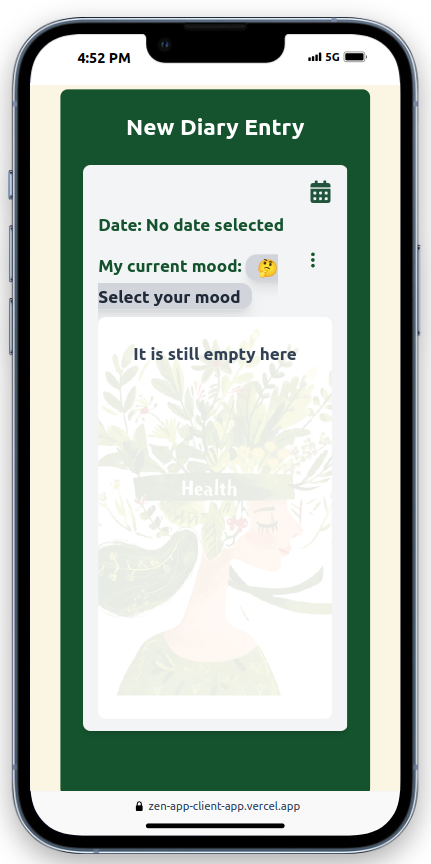 4:52 PM
5G
New Diary Entry
Date: No date selected
My current mood: 🤔
Select your mood
It is still empty here
Health
zen-app-client-app.vercel.app